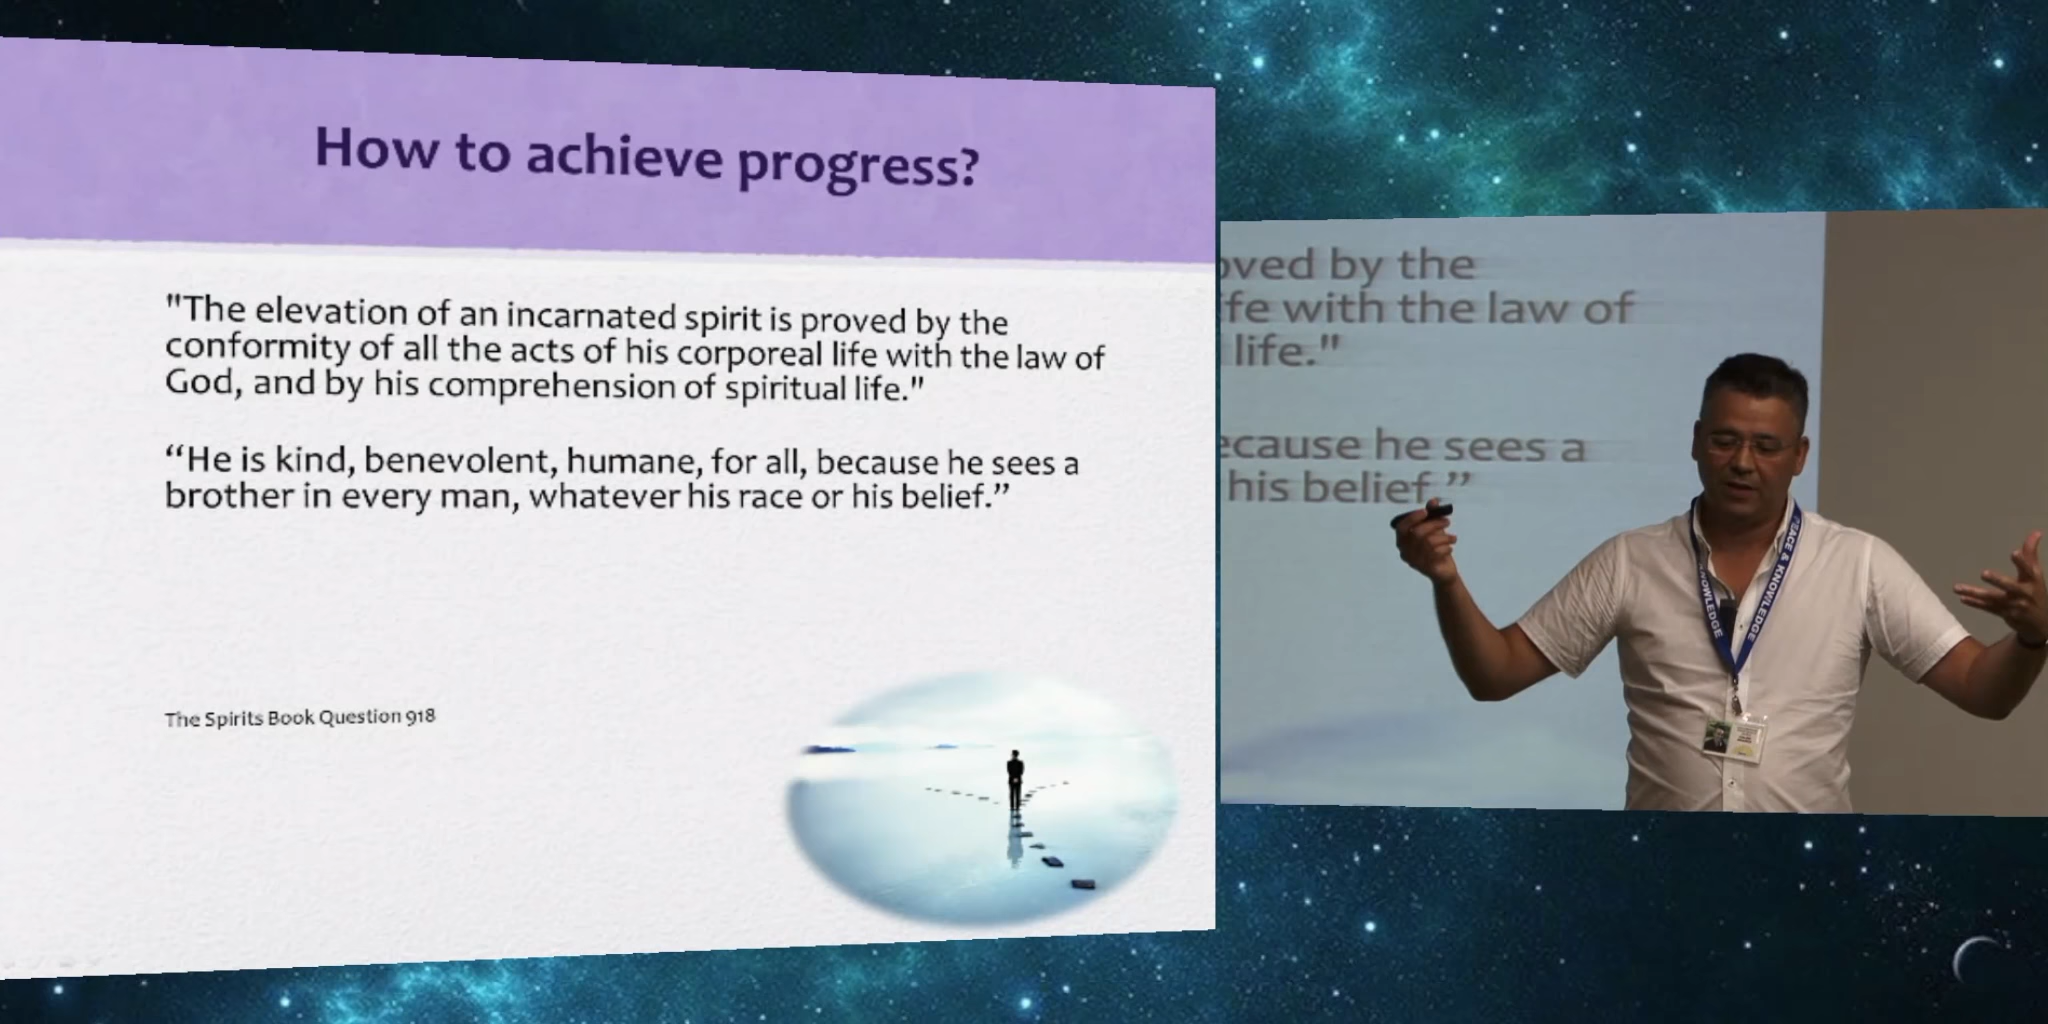 How to achieve progress?
"The elevation of an incarnated spirit is proved by the
conformity of all the acts of his corporeal life with the law of
God, and by his comprehension of spiritual life."
“He is kind, benevolent, humane, for all, because he sees a
brother in every man, whatever his race or his belief.”
The Spirits Book Question 918
oved by the
fe with the law of
life."
ecause he sees a
his belief.”
PEACE & KNOWLEDGE
KNOWLEDGE